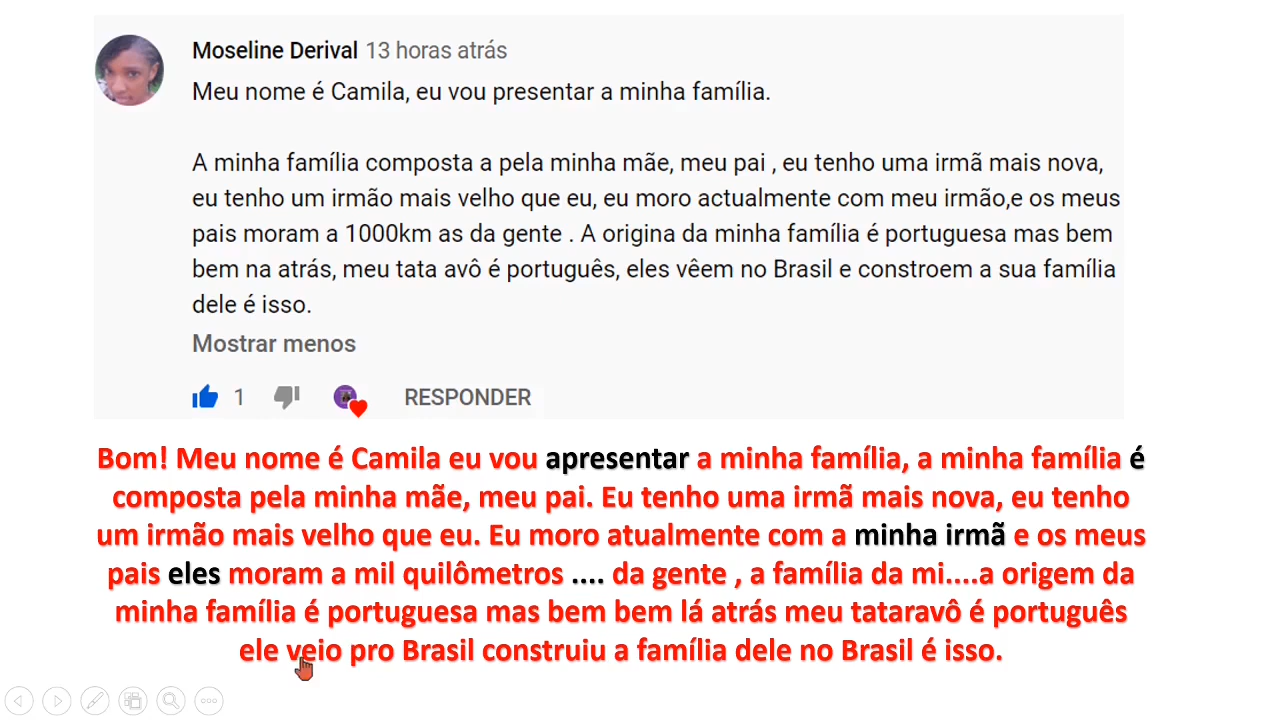 Moseline Derival 13 horas atrás
Meu nome é Camila, eu vou presentar a minha família.
A minha família composta a pela minha mãe, meu pai , eu tenho uma irmã mais nova,
eu tenho um irmão mais velho que eu, eu moro actualmente com meu irmão,e os meus
pais moram a 1000km as da gente . A origina da minha família é portuguesa mas bem
bem na atrás, meu tata avô é português, eles vêem no Brasil e constroem a sua família
dele é isso.
Mostrar menos
1 RESPONDER
Bom! Meu nome é Camila eu vou apresentar a minha família, a minha família é
composta pela minha mãe, meu pai. Eu tenho uma irmã mais nova, eu tenho
um irmão mais velho que eu. Eu moro atualmente com a minha irmã e os meus
pais eles moram a mil quilômetros .... da gente , a família da mi....a origem da
minha família é portuguesa mas bem bem lá atrás meu tataravô é português
ele veio pro Brasil construiu a família dele no Brasil é isso.